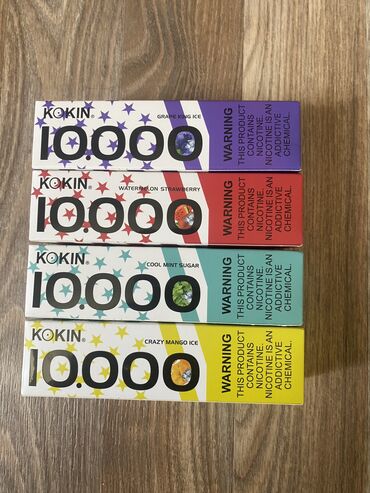 KOKIN®
GRAPE KING ICE
10.000
WARNING
THIS PRODUCT
CONTAINS
NICOTINE.
NICOTINE IS AN
ADDICTIVE
CHEMICAL.
KOKIN®
WATERMELON STRAWBERRY
10.000
WARNING
THIS PRODUCT
CONTAINS
NICOTINE.
NICOTINE IS AN
ADDICTIVE
CHEMICAL.
KOKIN®
COOL MINT SUGAR
10.000
WARNING
THIS PRODUCT
CONTAINS
NICOTINE.
NICOTINE IS AN
ADDICTIVE
CHEMICAL.
KOKIN®
CRAZY MANGO ICE
10.000
WARNING
THIS PRODUCT
CONTAINS
NICOTINE.
NICOTINE IS AN
ADDICTIVE
CHEMICAL.